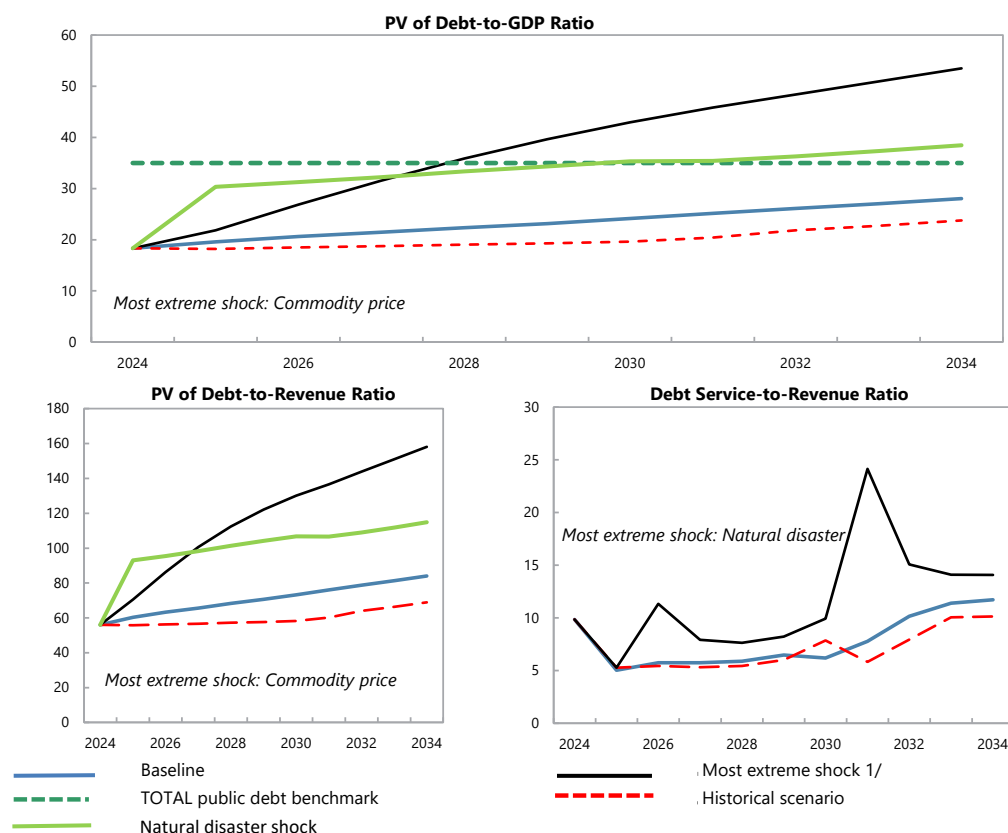 PV of Debt-to-GDP Ratio
60
50
40
30
20
10
0
Most extreme shock: Commodity price
2024 2026 2028 2030 2032 2034
PV of Debt-to-Revenue Ratio
180
160
140
120
100
80
60
40
20
0
Most extreme shock: Commodity price
2024 2026 2028 2030 2032 2034
Debt Service-to-Revenue Ratio
30
25
20
15
10
5
0
Most extreme shock: Natural disaster
2024 2026 2028 2030 2032 2034
Baseline
TOTAL public debt benchmark
Natural disaster shock
Most extreme shock 1/
Historical scenario